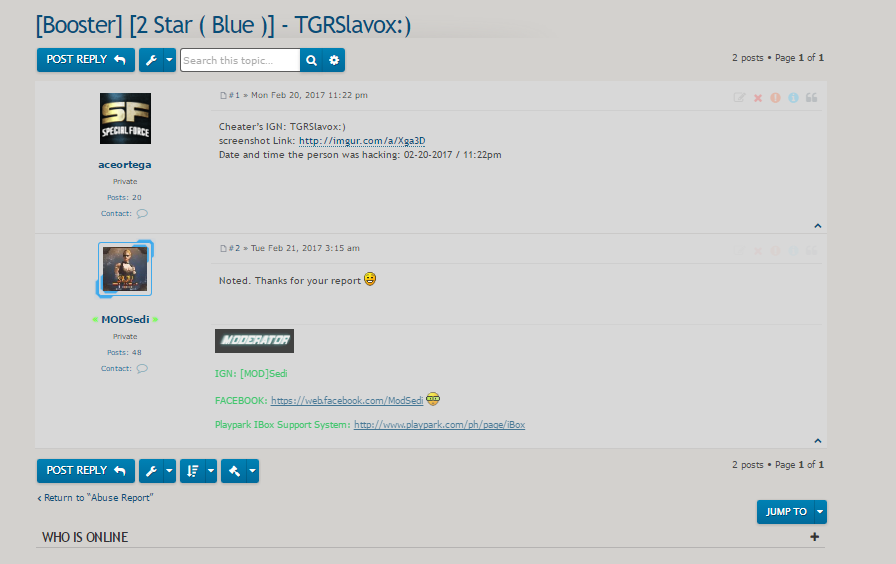 [Booster] [2 Star ( Blue )] - TGRSlavox:)
POST REPLY
Search this topic…
2 posts • Page 1 of 1
SF
SPECIAL FORCE
aceortega
Private
Posts: 20
Contact:
#1 » Mon Feb 20, 2017 11:22 pm
Cheater's IGN: TGRSlavox:)
screenshot Link: http://imgur.com/a/Xga3D
Date and time the person was hacking: 02-20-2017 / 11:22pm
MODSedi
Private
Posts: 48
Contact:
#2 » Tue Feb 21, 2017 3:15 am
Noted. Thanks for your report
MODERATOR
IGN: [MOD]Sedi
FACEBOOK: https://web.facebook.com/ModSedi
Playpark IBox Support System: http://www.playpark.com/ph/page/iBox
POST REPLY
2 posts • Page 1 of 1
Return to “Abuse Report”
JUMP TO
WHO IS ONLINE